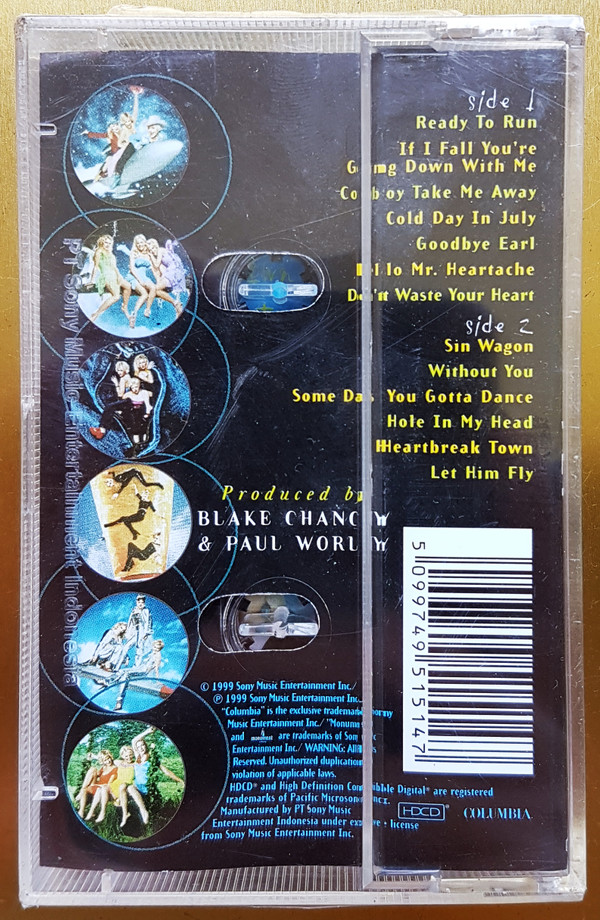 side 1
Ready To Run
If I Fall You're
Going Down With Me
Cowboy Take Me Away
Cold Day In July
Goodbye Earl
Hello Mr. Heartache
Don't Waste Your Heart
side 2
Sin Wagon
Without You
Some Days You Gotta Dance
Hole In My Head
Heartbreak Town
Let Him Fly
Produced by
BLAKE CHANCEY
& PAUL WORLEY
PT Sony Music Entertainment Indonesia
5 099749 515147
© 1999 Sony Music Entertainment Inc./
℗ 1999 Sony Music Entertainment Inc.
"Columbia" is the exclusive trademark Sony
Music Entertainment Inc./ "Monument"
and monument are trademarks of Sony Music
Entertainment Inc./ WARNING: All Rights
Reserved. Unauthorized duplication
violation of applicable laws.
HDCD® and High Definition Compatible Digital® are registered
trademarks of Pacific Microsonics, Inc.
Manufactured by PT Sony Music
Entertainment Indonesia under exclusive license
from Sony Music Entertainment Inc.
HDCD®
COLUMBIA